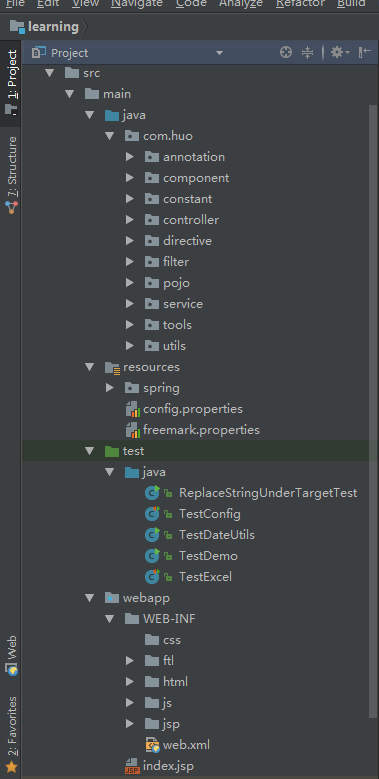 File Edit View Navigate Code Analyze Refactor Build
learning
1: Project
Project
src
main
java
com.huo
annotation
component
constant
controller
directive
filter
pojo
service
tools
utils
resources
spring
config.properties
freemark.properties
test
java
ReplaceStringUnderTargetTest
TestConfig
TestDateUtils
TestDemo
TestExcel
webapp
WEB-INF
css
ftl
html
js
jsp
web.xml
index.jsp
7: Structure
Web
2: Favorites